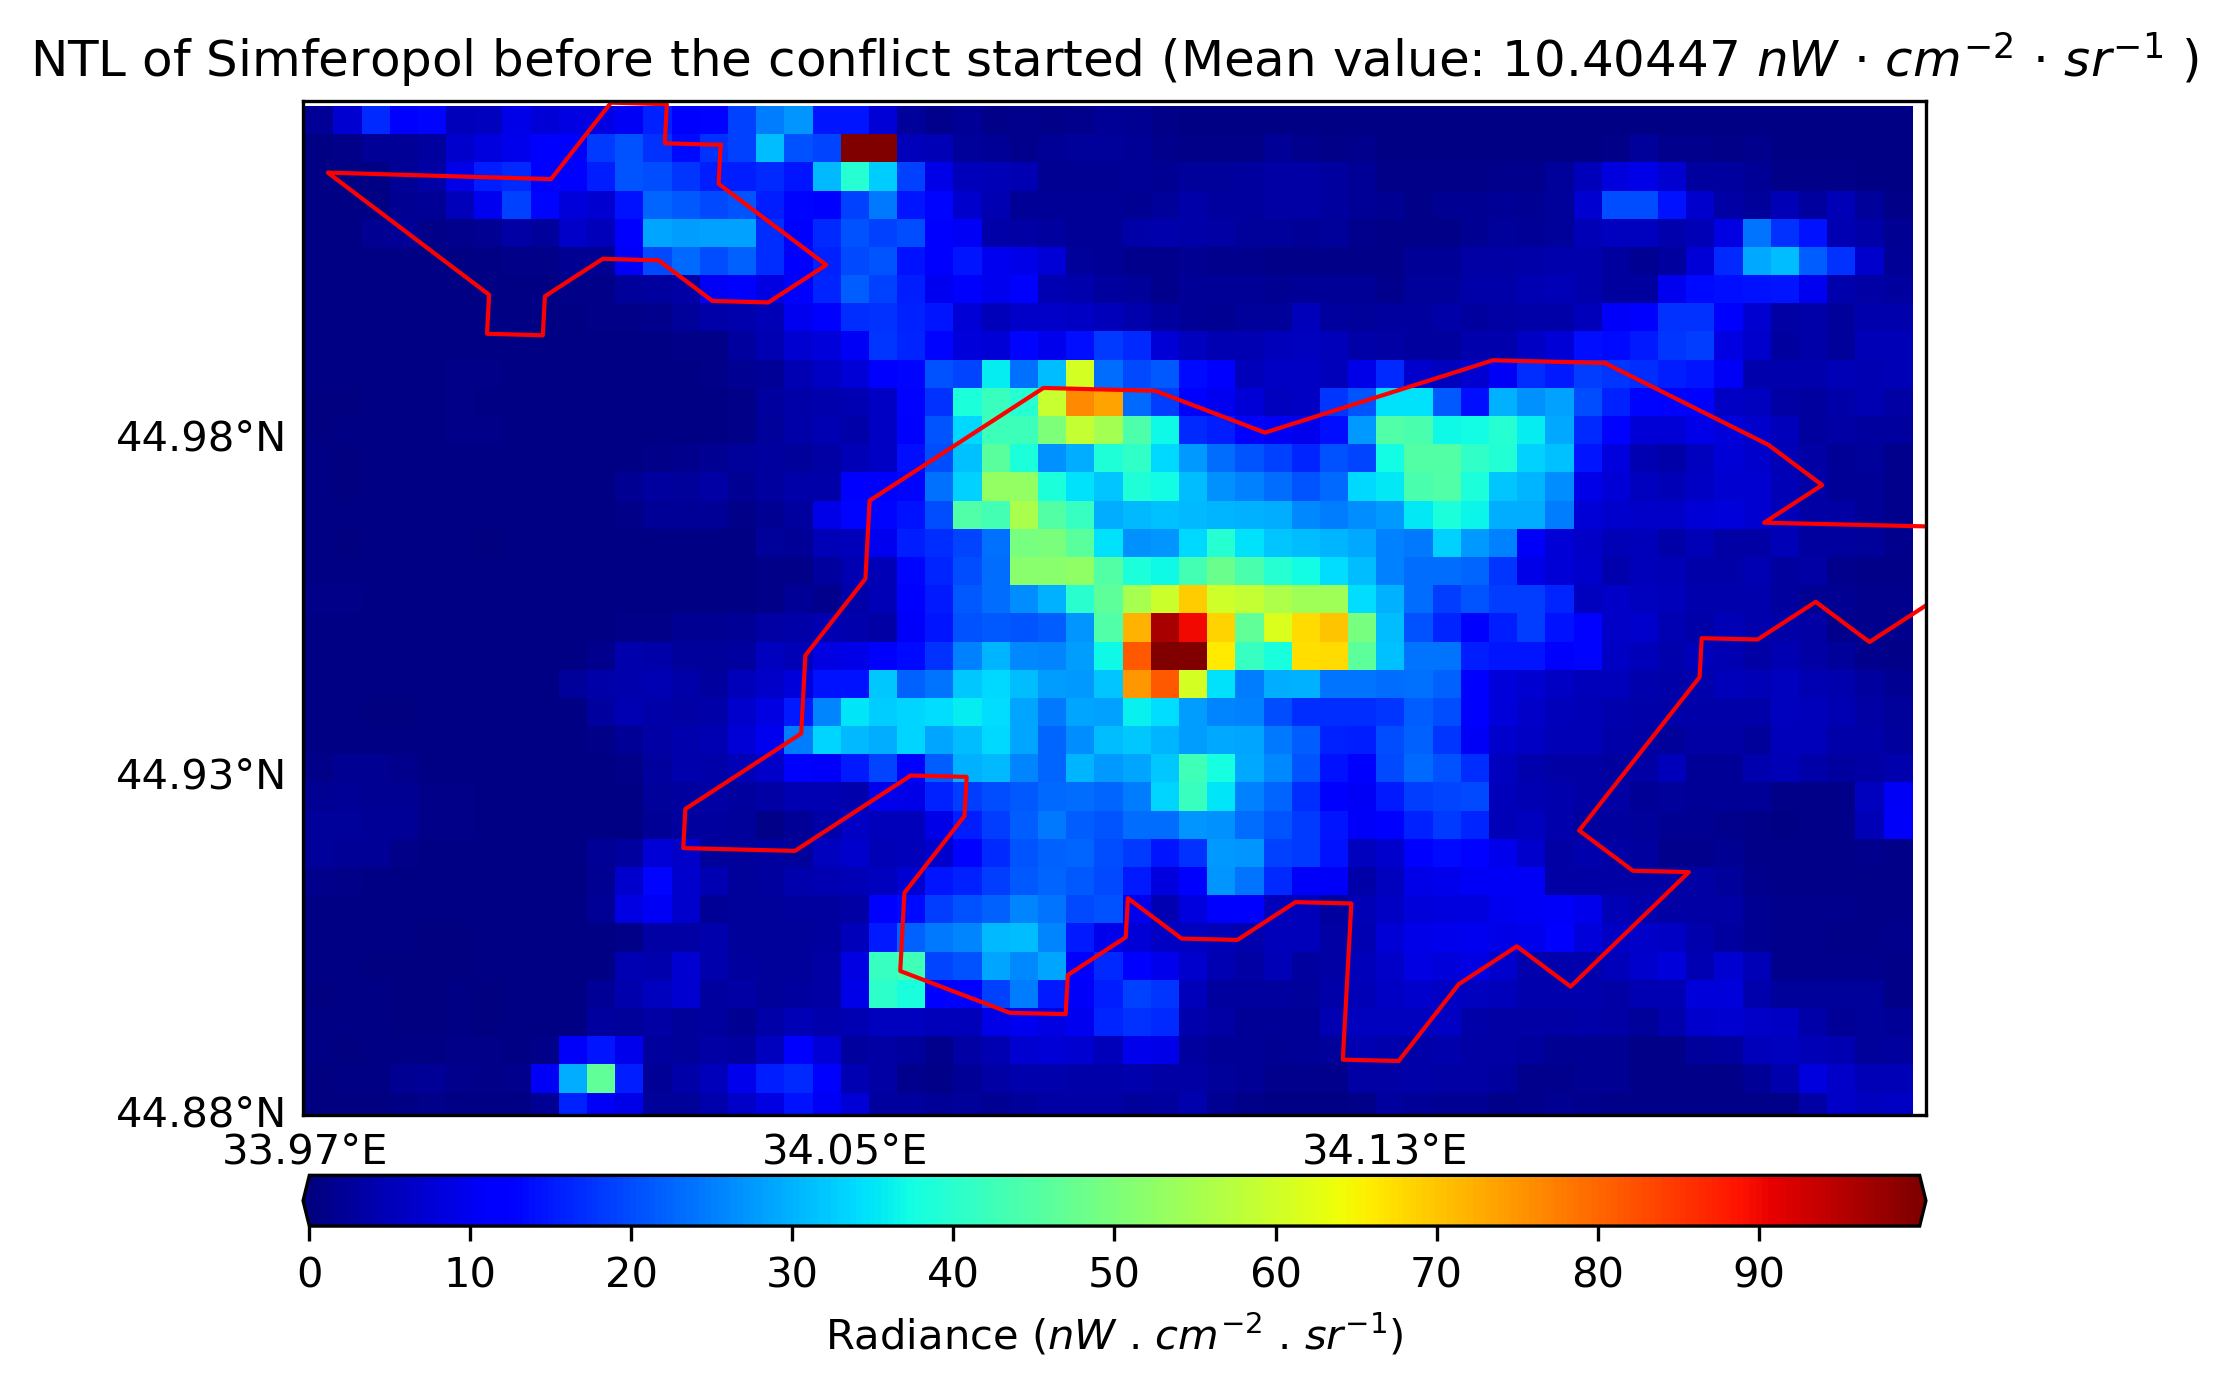 NTL of Simferopol before the conflict started (Mean value: 10.40447 nW · cm⁻² · sr⁻¹ )
44.98°N
44.93°N
44.88°N
33.97°E 34.05°E 34.13°E
0 10 20 30 40 50 60 70 80 90
Radiance (nW . cm⁻² . sr⁻¹)